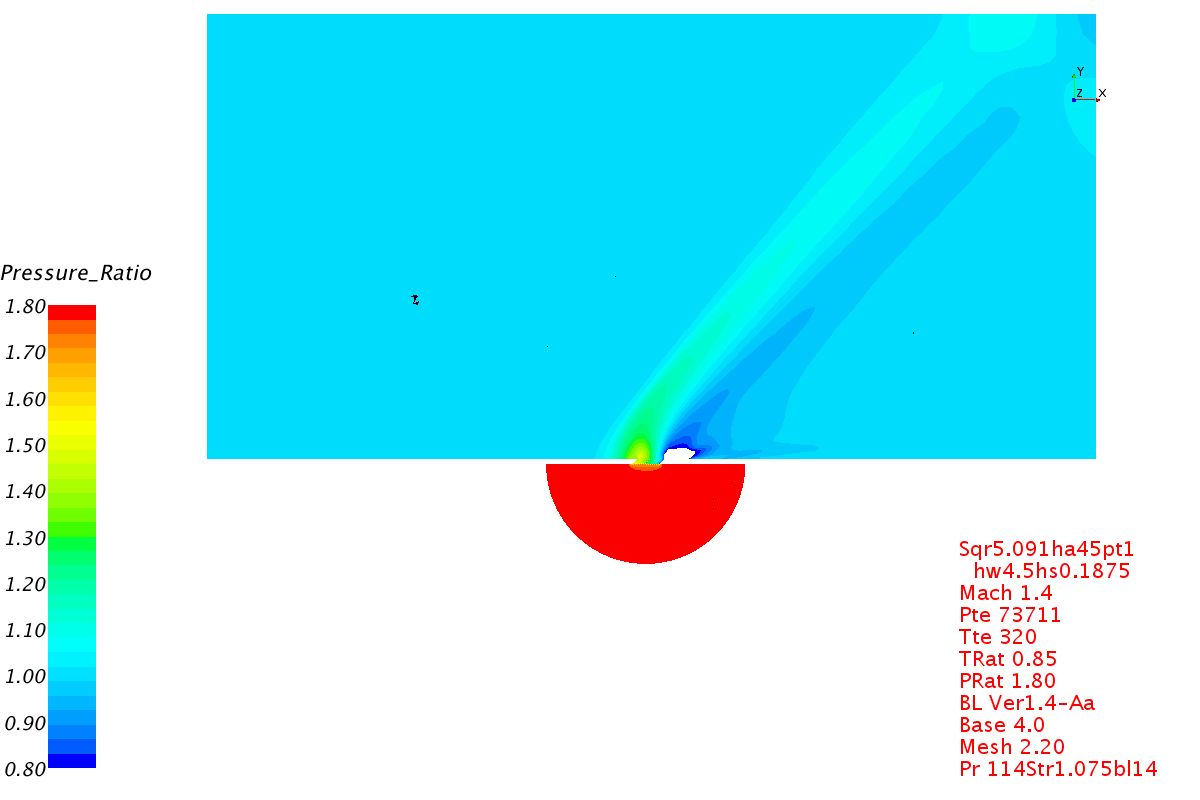 Y
Z X
Pressure_Ratio
1.80
1.70
1.60
1.50
1.40
1.30
1.20
1.10
1.00
0.90
0.80
Sqr5.091ha45pt1
hw4.5hs0.1875
Mach 1.4
Pte 73711
Tte 320
TRat 0.85
PRat 1.80
BL Ver1.4-Aa
Base 4.0
Mesh 2.20
Pr 114Str1.075bl14